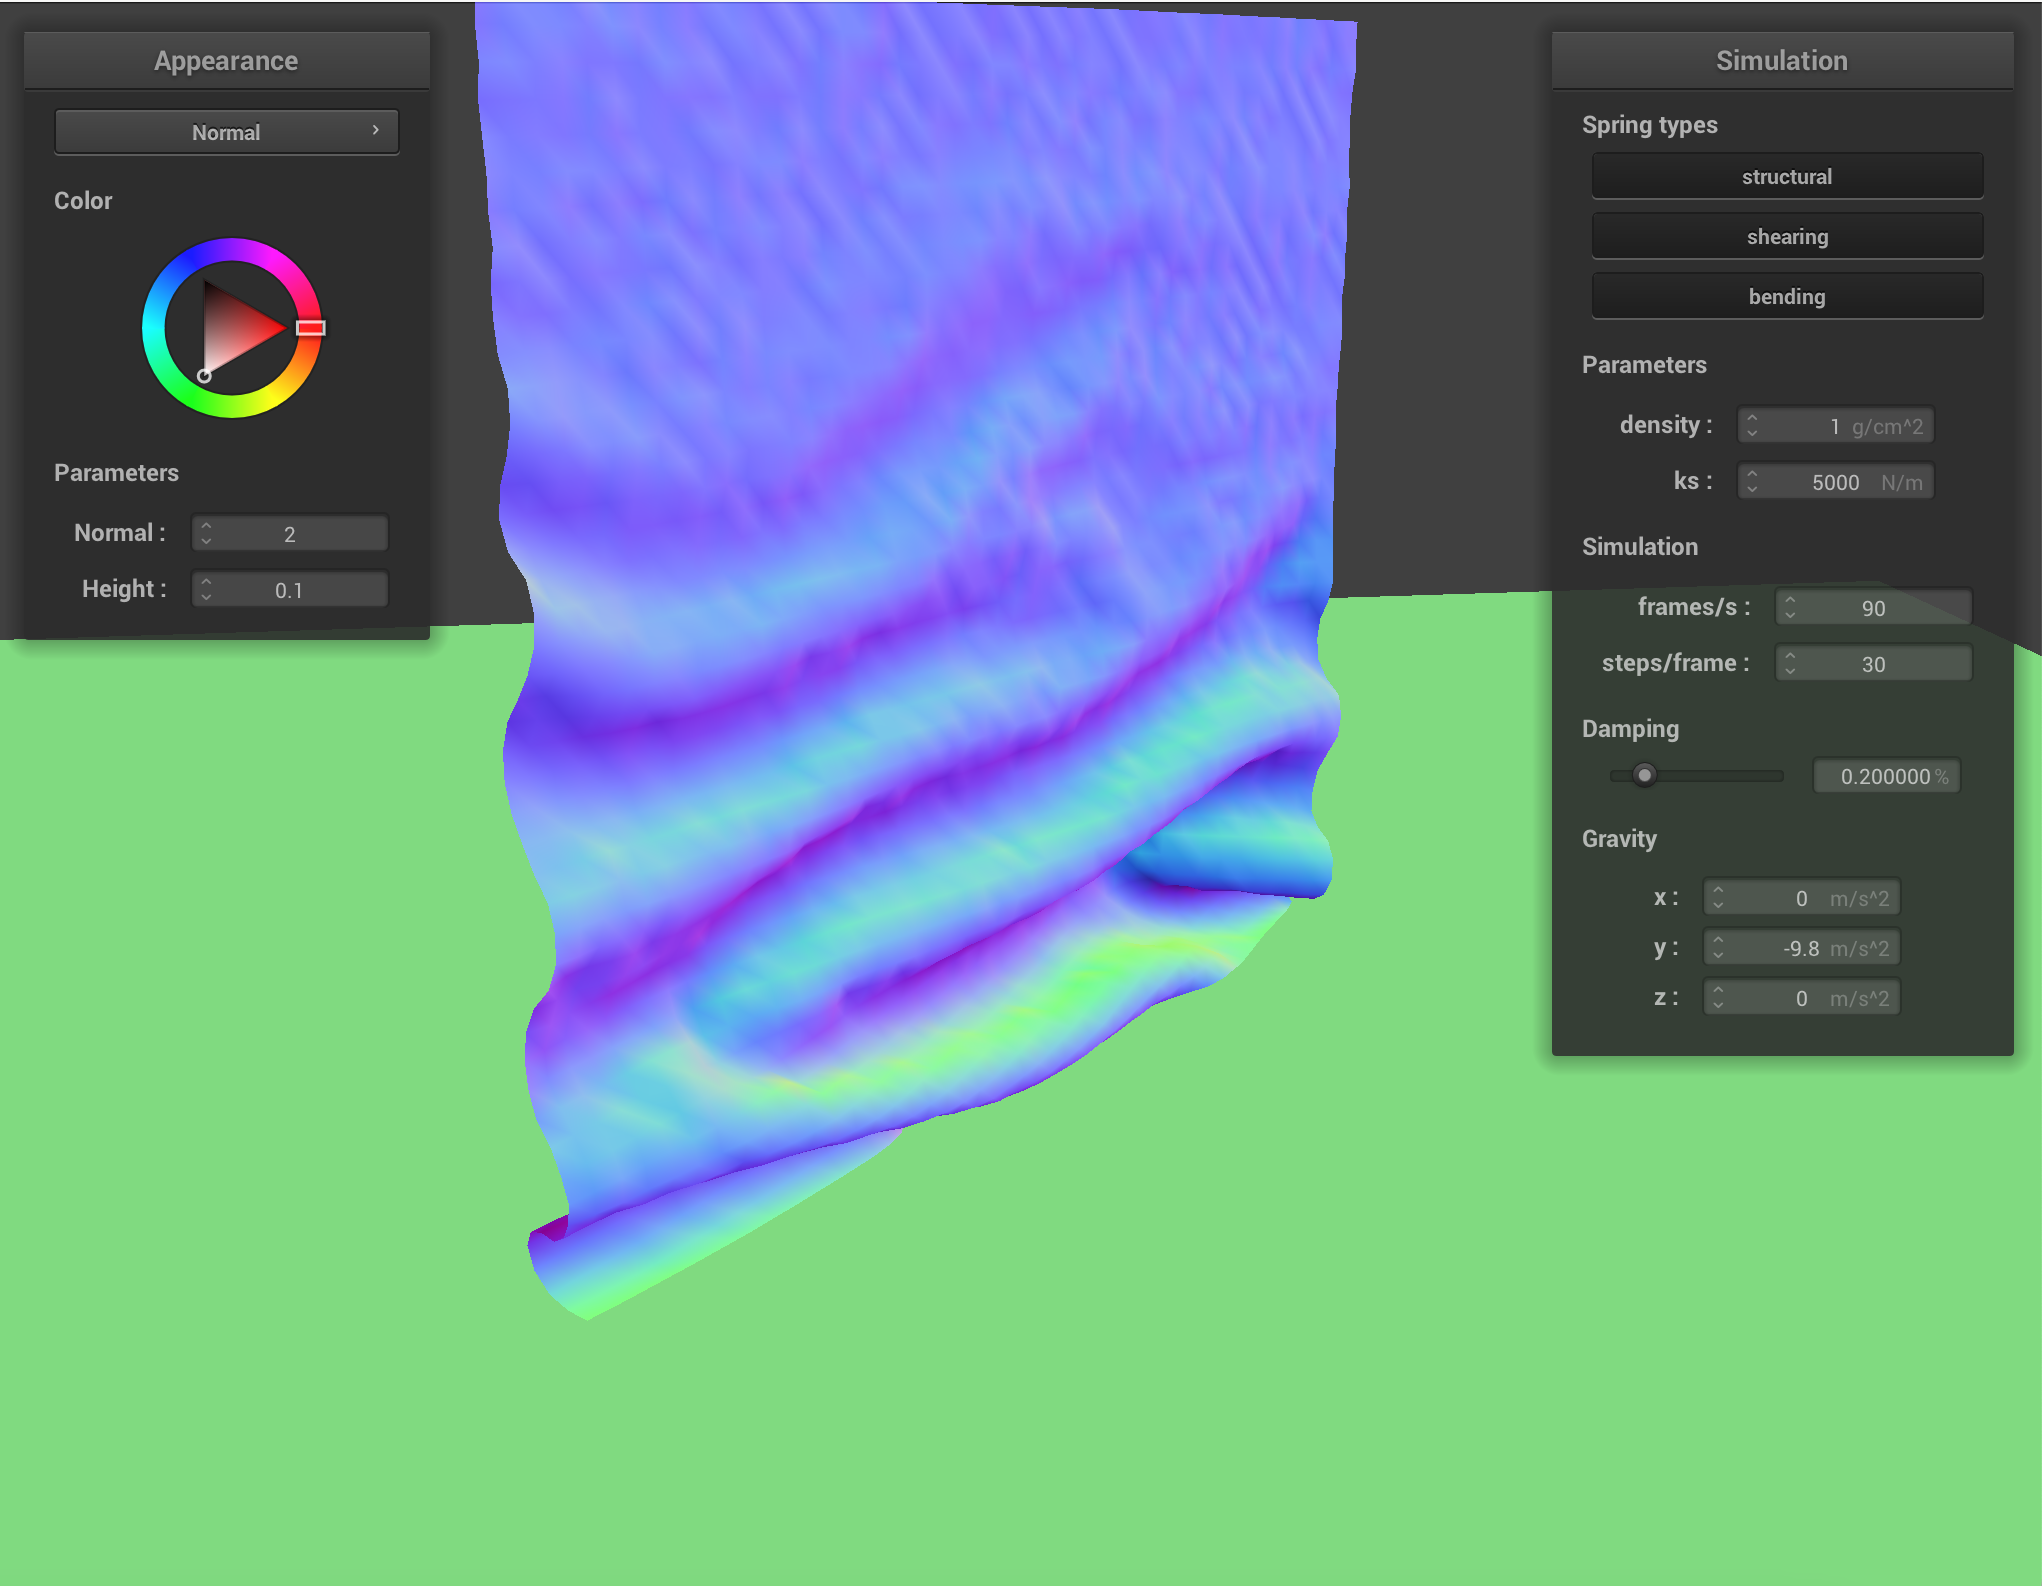 Appearance
Normal
Color
Parameters
Normal : 2
Height : 0.1
Simulation
Spring types
structural
shearing
bending
Parameters
density : 1 g/cm^2
ks : 5000 N/m
Simulation
frames/s : 90
steps/frame : 30
Damping
0.200000 %
Gravity
x : 0 m/s^2
y : -9.8 m/s^2
z : 0 m/s^2